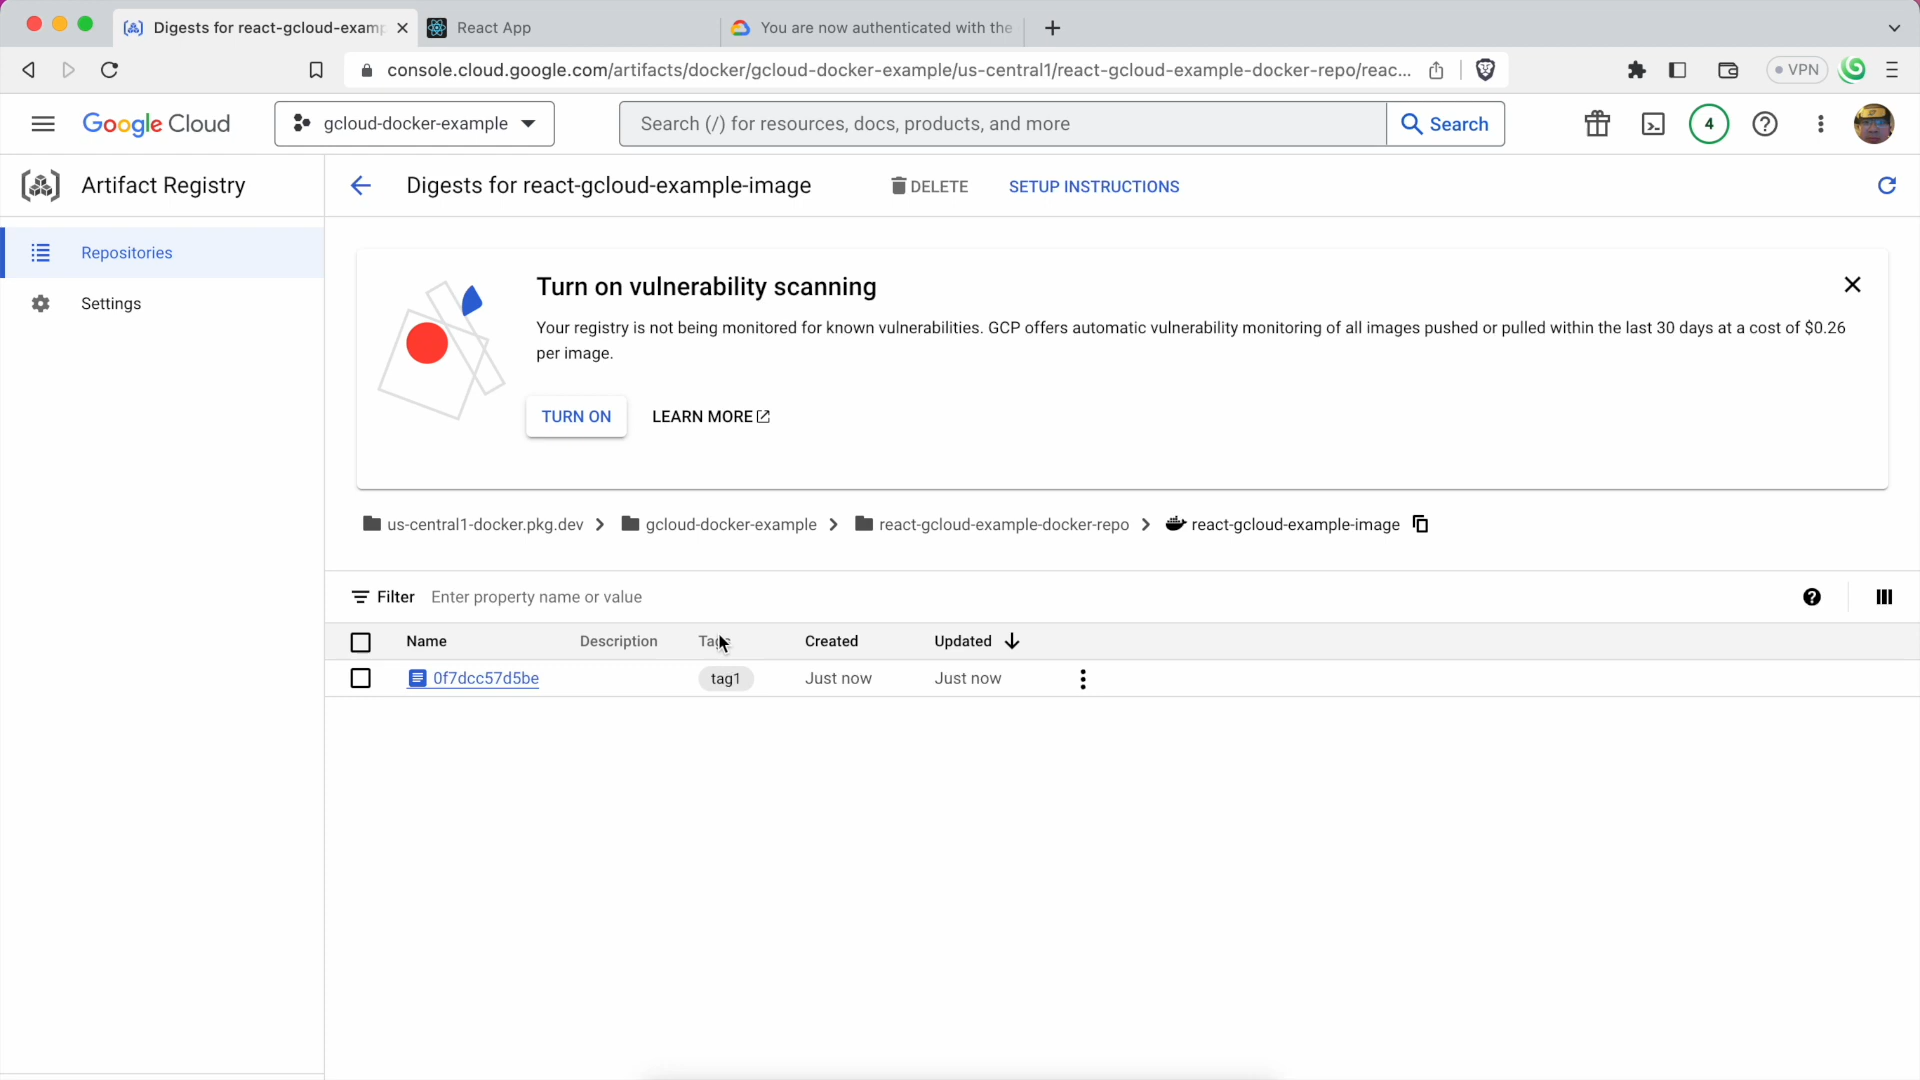 Digests for react-gcloud-examp
React App
You are now authenticated with the
console.cloud.google.com/artifacts/docker/gcloud-docker-example/us-central1/react-gcloud-example-docker-repo/reac...
VPN
Google Cloud
gcloud-docker-example
Search (/) for resources, docs, products, and more
Search
4
Artifact Registry
Digests for react-gcloud-example-image
DELETE
SETUP INSTRUCTIONS
Repositories
Settings
Turn on vulnerability scanning
Your registry is not being monitored for known vulnerabilities. GCP offers automatic vulnerability monitoring of all images pushed or pulled within the last 30 days at a cost of $0.26
per image.
TURN ON
LEARN MORE
us-central1-docker.pkg.dev
gcloud-docker-example
react-gcloud-example-docker-repo
react-gcloud-example-image
Filter
Enter property name or value
Name
Description
Tags
Created
Updated
0f7dcc57d5be
tag1
Just now
Just now